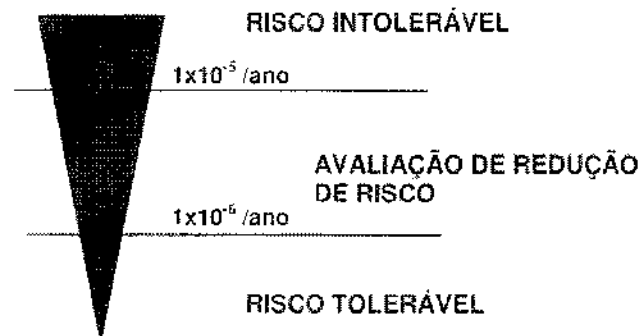 RISCO INTOLERÁVEL
1x10⁻⁵ /ano
AVALIAÇÃO DE REDUÇÃO
DE RISCO
1x10⁻⁶ /ano
RISCO TOLERÁVEL